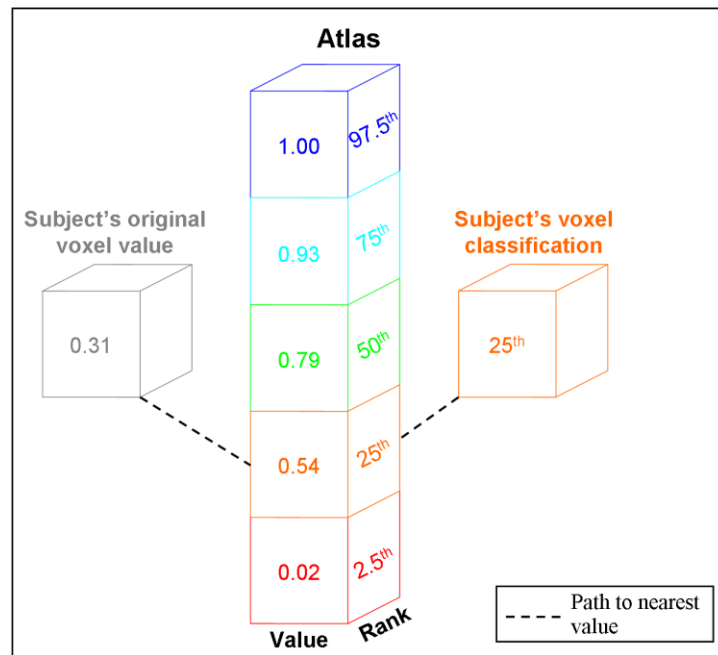 Atlas
1.00
97.5th
Subject's original
voxel value
0.93
75th
Subject's voxel
classification
0.31
0.79
50th
25th
0.54
25th
0.02
2.5th
Value
Rank
Path to nearest
value